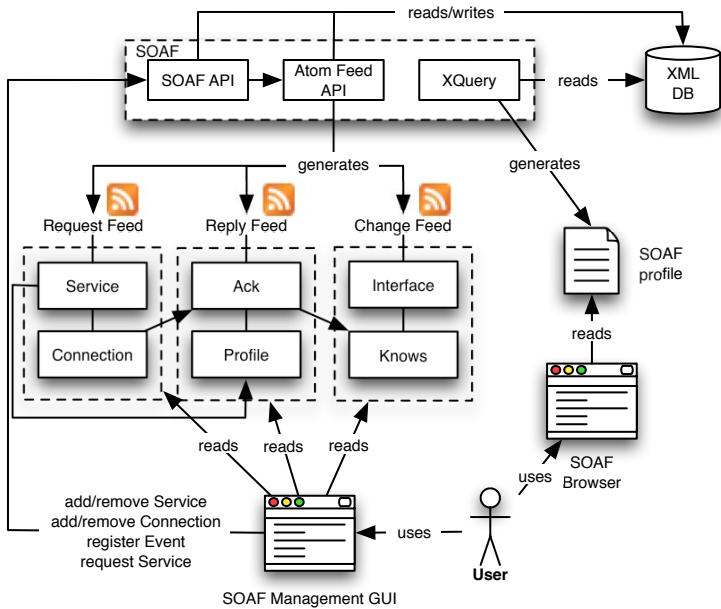 reads/writes
SOAF
SOAF API
Atom Feed
API
XQuery
reads
XML
DB
generates
generates
Request Feed
Reply Feed
Change Feed
SOAF
profile
Service
Ack
Interface
Connection
Profile
Knows
reads
reads
reads
reads
SOAF
Browser
uses
add/remove Service
add/remove Connection
register Event
request Service
uses
User
SOAF Management GUI